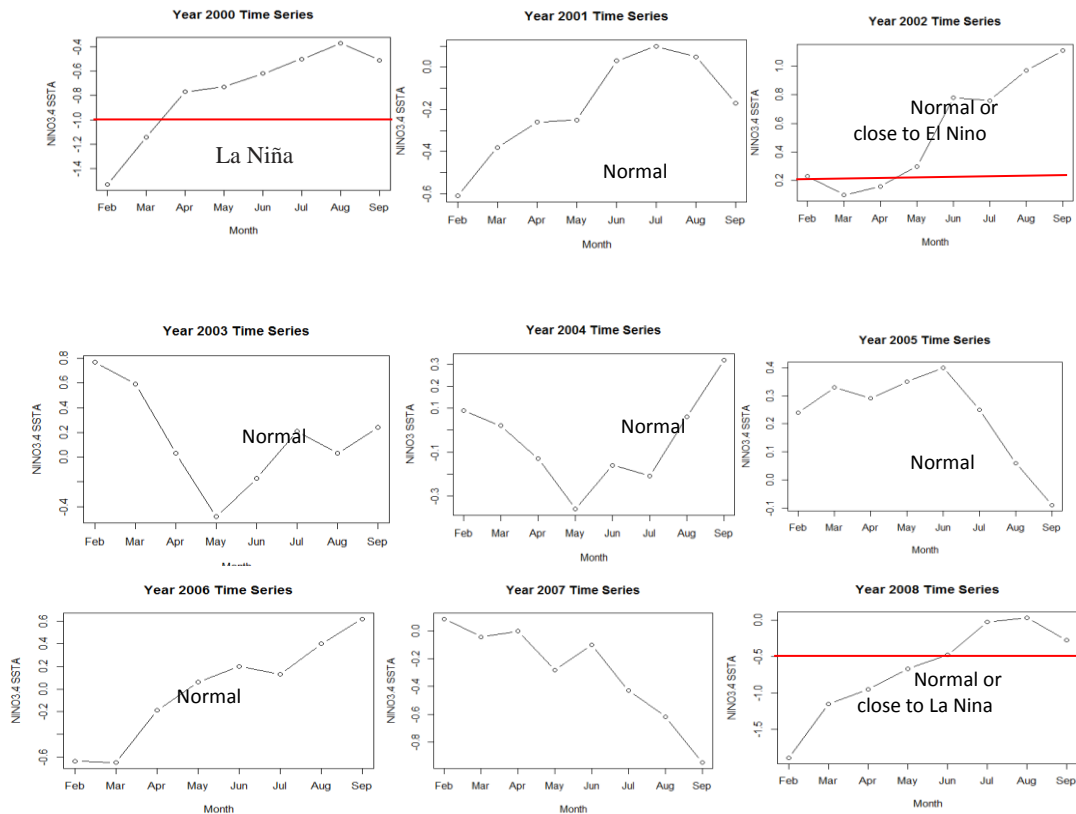 Year 2000 Time Series
NINO3.4 SSTA
-0.4
-0.6
-0.8
-1.0
-1.2
-1.4
La Niña
Feb Mar Apr May Jun Jul Aug Sep
Month
Year 2001 Time Series
NINO3.4 SSTA
0.0
-0.2
-0.4
-0.6
Normal
Feb Mar Apr May Jun Jul Aug Sep
Month
Year 2002 Time Series
NINO3.4 SSTA
1.0
0.8
0.6
0.4
0.2
Normal or
close to El Nino
Feb Mar Apr May Jun Jul Aug Sep
Month
Year 2003 Time Series
NINO3.4 SSTA
0.8
0.6
0.4
0.2
0.0
-0.4
Normal
Feb Mar Apr May Jun Jul Aug Sep
Month
Year 2004 Time Series
NINO3 SSTA
0.3
0.1
-0.1
-0.3
Normal
Feb Mar Apr May Jun Jul Aug Sep
Year 2005 Time Series
NINO3.4 SSTA
0.4
0.3
0.2
0.1
0.0
-0.1
Normal
Feb Mar Apr May Jun Jul Aug Sep
Month
Year 2006 Time Series
NINO3.4 SSTA
0.6
0.4
0.2
0.0
-0.2
-0.6
Normal
Feb Mar Apr May Jun Jul Aug Sep
Month
Year 2007 Time Series
NINO3.4 SSTA
0.0
-0.2
-0.4
-0.6
-0.8
Feb Mar Apr May Jun Jul Aug Sep
Month
Year 2008 Time Series
NINO3.4 SSTA
0.0
-0.5
-1.0
-1.5
Normal or
close to La Nina
Feb Mar Apr May Jun Jul Aug Sep
Month